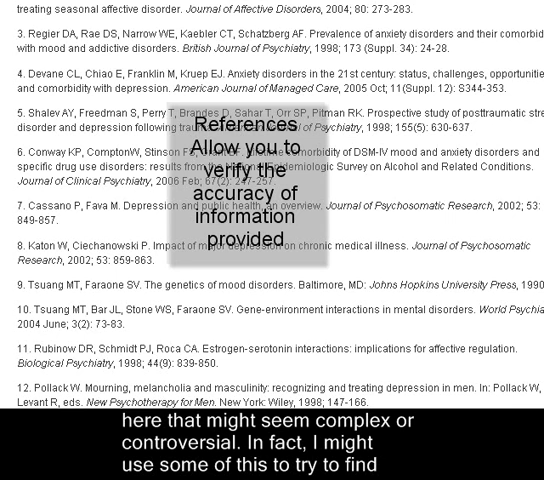 treating seasonal affective disorder. Journal of Affective Disorders, 2004; 80: 273-283.
3. Regier DA, Rae DS, Narrow WE, Kaebler CT, Schatzberg AF. Prevalence of anxiety disorders and their comorbid
with mood and addictive disorders. British Journal of Psychiatry, 1998; 173 (Suppl. 34): 24-28.
4. Devane CL, Chiao E, Franklin M, Kruep EJ. Anxiety disorders in the 21st century: status, challenges, opportunitie
and comorbidity with depression. American Journal of Managed Care, 2005 Oct; 11(Suppl. 12): S344-353.
5. Shalev AY, Freedman S, Perry T, Brandes D, Sahar T, Orr SP, Pitman RK. Prospective study of posttraumatic stre
disorder and depression following Journal of Psychiatry, 1998; 155(5): 630-637.
6. Conway KP, Compton W, Stinson comorbidity of DSM-IV mood and anxiety disorders and
specific drug use disorders: results from Epidemiologic Survey on Alcohol and Related Conditions.
Journal of Clinical Psychiatry, 2006 Feb; 67(2): 247-257.
7. Cassano P, Fava M. Depression and public health, an overview. Journal of Psychosomatic Research, 2002; 53:
849-857.
8. Katon W, Ciechanowski P. Impact of major depression on chronic medical illness. Journal of Psychosomatic
Research, 2002; 53: 859-863.
9. Tsuang MT, Faraone SV. The genetics of mood disorders. Baltimore, MD: Johns Hopkins University Press, 1990
10. Tsuang MT, Bar JL, Stone WS, Faraone SV. Gene-environment interactions in mental disorders. World Psychia
2004 June; 3(2): 73-83.
11. Rubinow DR, Schmidt PJ, Roca CA. Estrogen-serotonin interactions: implications for affective regulation.
Biological Psychiatry, 1998; 44(9): 839-850.
12. Pollack W. Mourning, melancholia and masculinity: recognizing and treating depression in men. In: Pollack W,
Levant R, eds. New Psychotherapy for Men. New York: Wiley, 1998; 147-166.
References
Allow you to
verify the
accuracy of
information
provided
here that might seem complex or
controversial. In fact, I might
use some of this to try to find